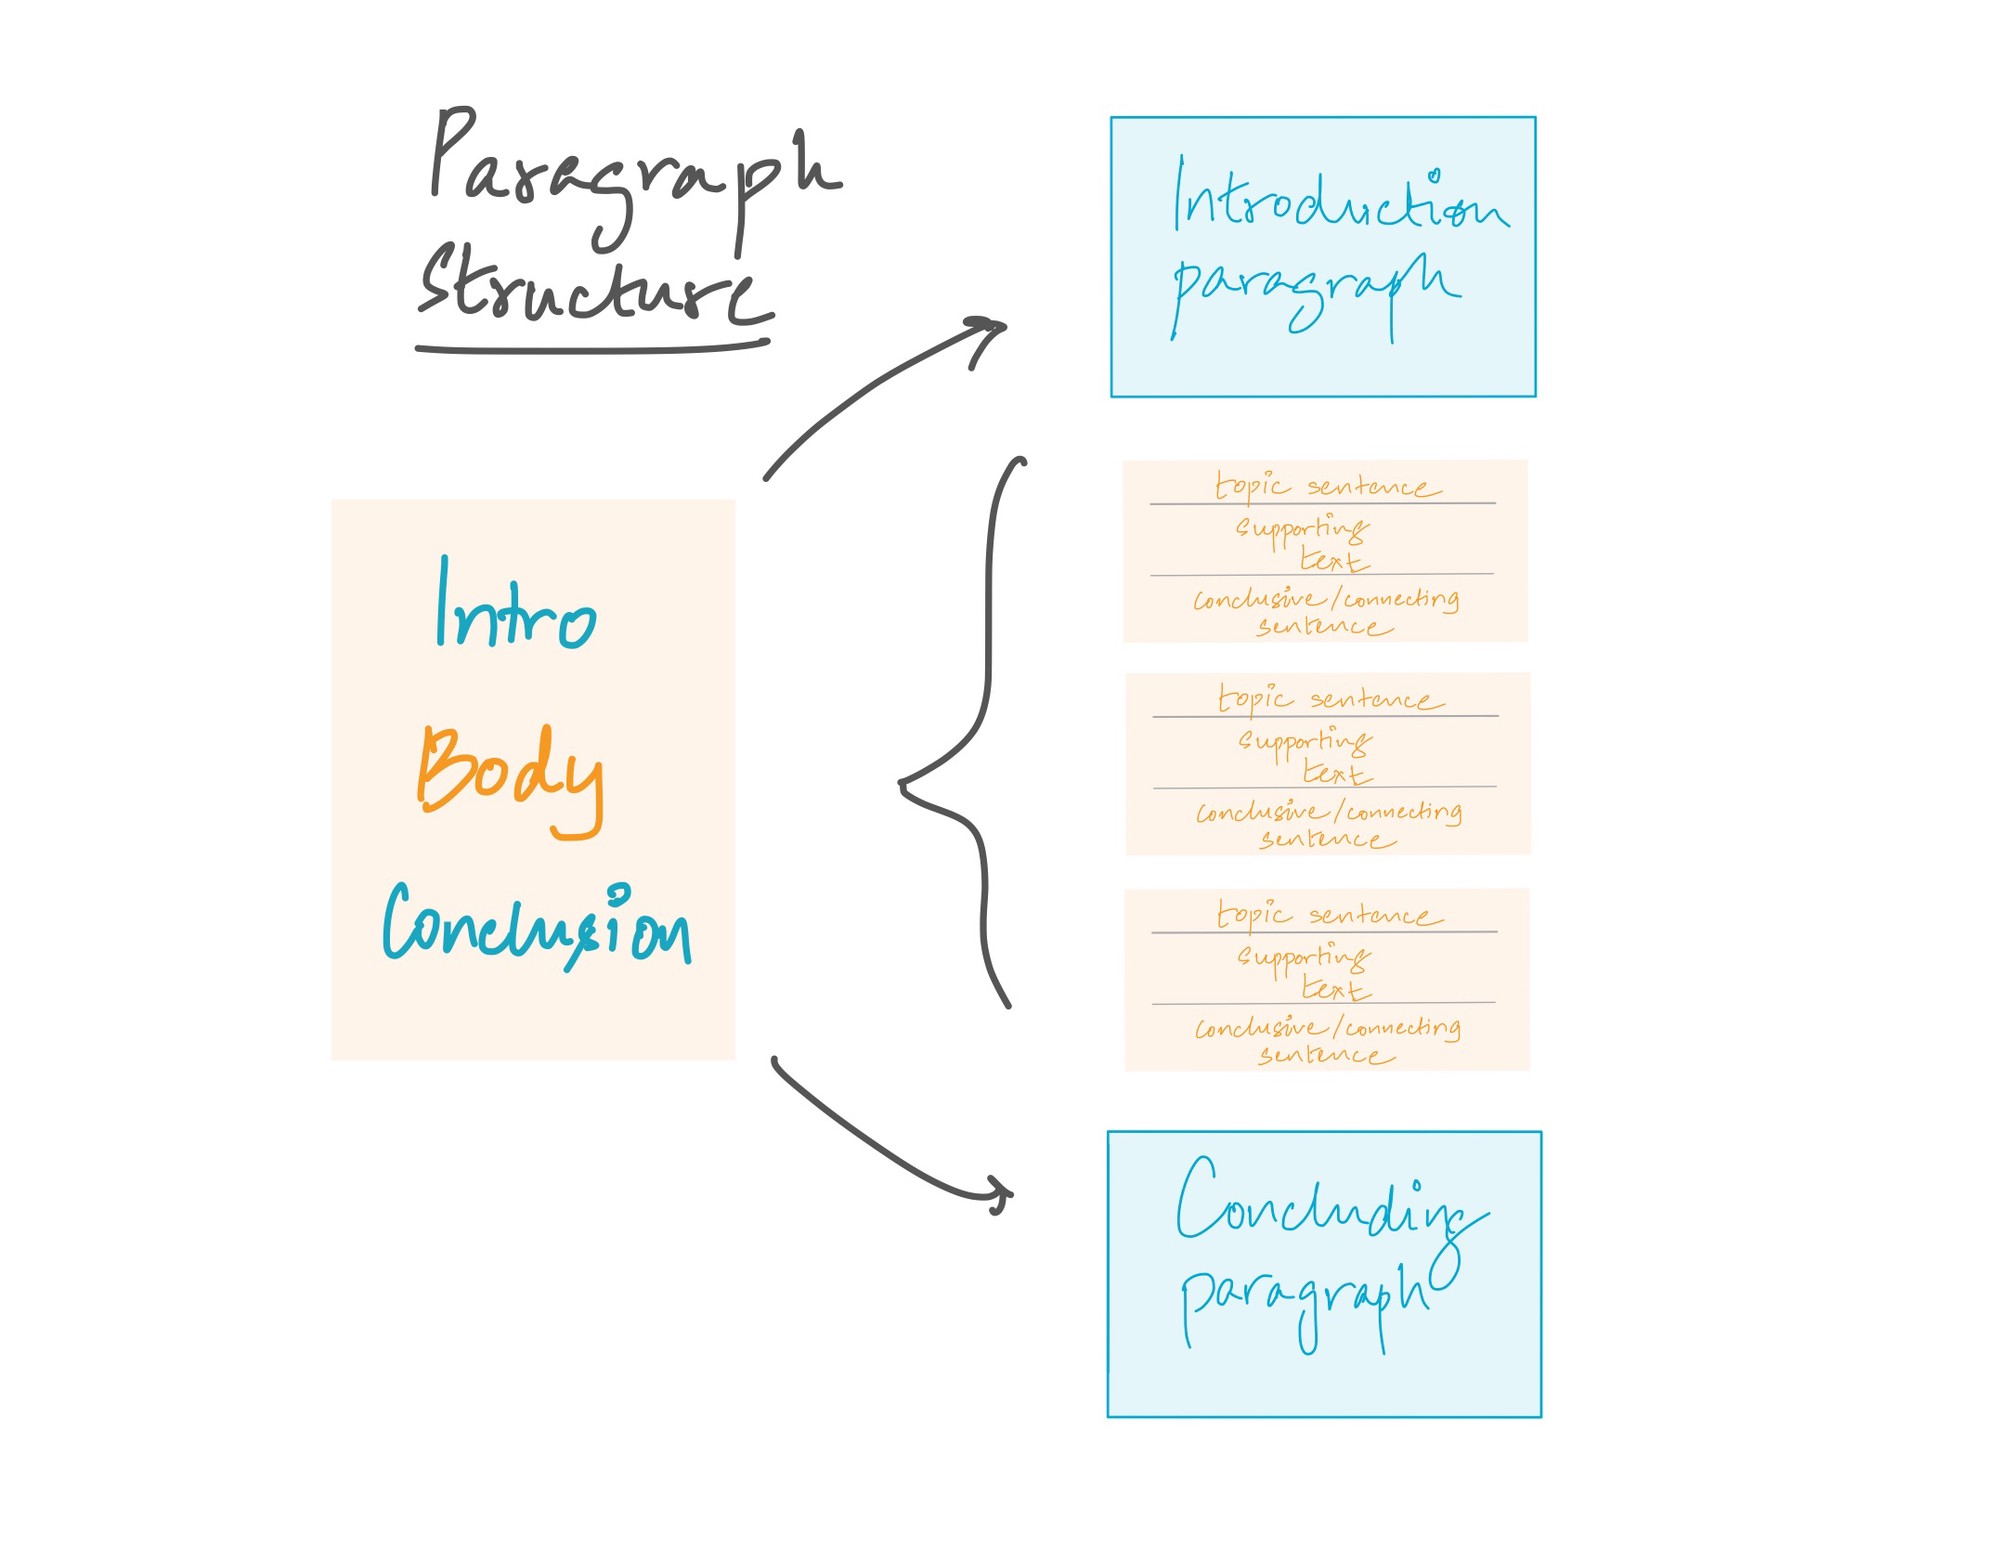 Paragraph
Structure
Intro
Body
Conclusion
Introduction
paragraph
topic sentence
supporting
text
conclusive/connecting
sentence
topic sentence
supporting
text
conclusive/connecting
sentence
topic sentence
supporting
text
conclusive/connecting
sentence
Concluding
paragraph